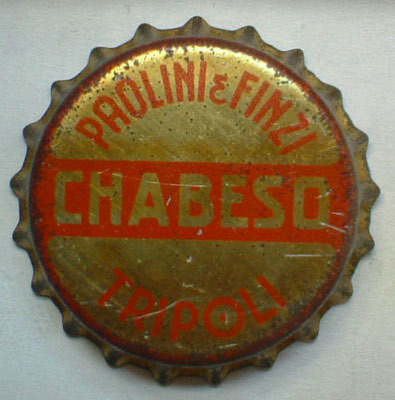 PAOLINI & FINZI
CHABESO
TRIPOLI